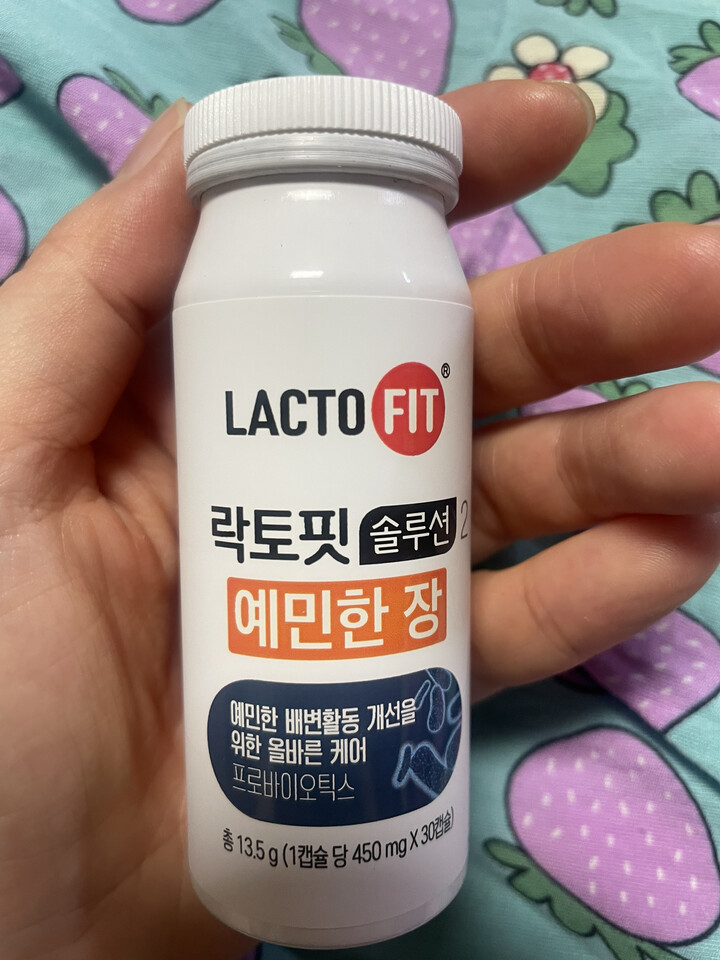 LACTO FIT®
락토핏 솔루션 2
예민한 장
예민한 배변활동 개선을
위한 올바른 케어
프로바이오틱스
총 13.5 g (1캡슐 당 450 mg X 30캡슐)